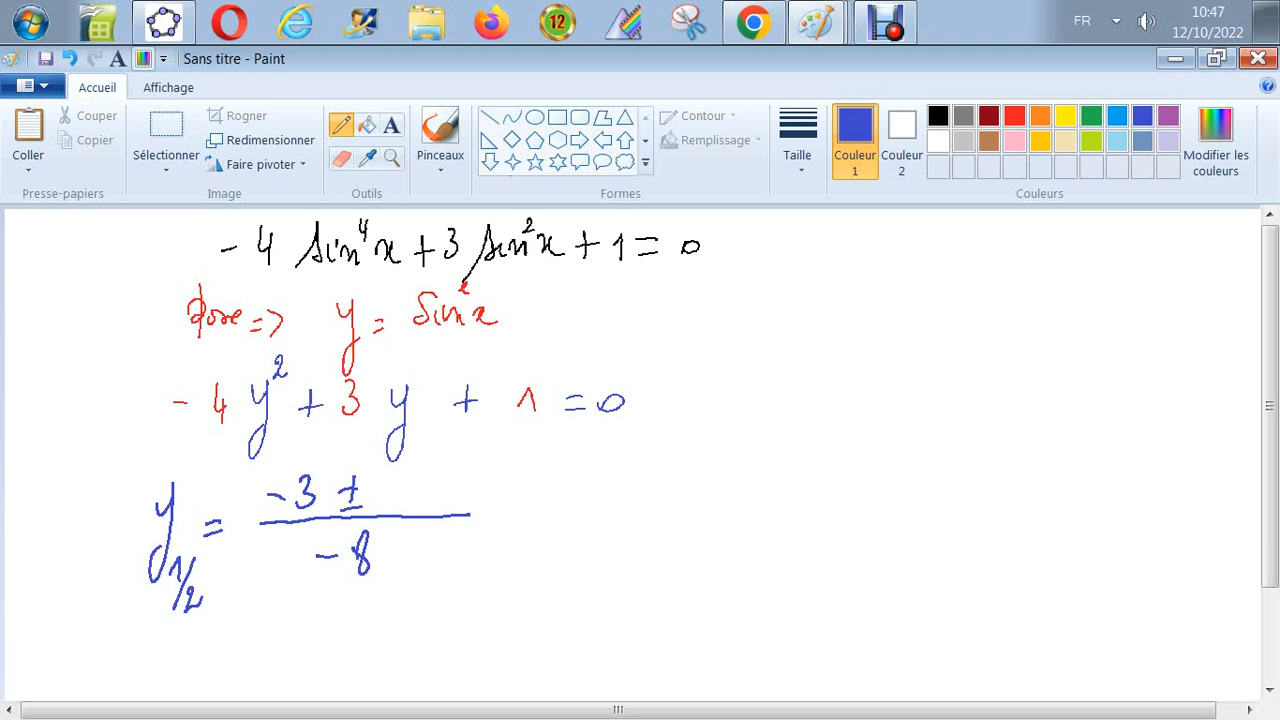 12
FR
10:47
12/10/2022
Sans titre - Paint
Accueil
Affichage
Coller
Couper
Copier
Presse-papiers
Sélectionner
Rogner
Redimensionner
Faire pivoter
Image
Outils
Pinceaux
Contour
Remplissage
Formes
Taille
Couleur 1
Couleur 2
Modifier les couleurs
Couleurs
- 4 sin⁴x + 3 sin²x + 1 = 0
Pose => y = sin²x
- 4 y² + 3 y + 1 = 0
y1/2 = (-3 ±) / -8